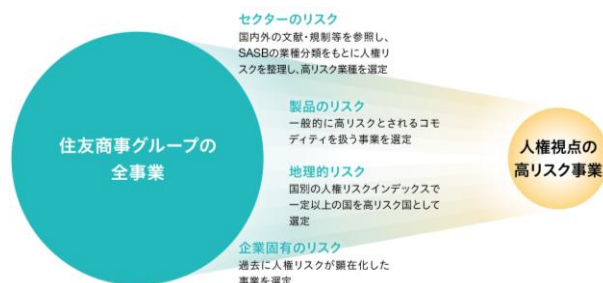 住友商事グループの
全事業
セクターのリスク
国内外の文献・規制等を参照し、
SASBの業種分類をもとに人権リ
スクを整理し、高リスク業種を選定
製品のリスク
一般的に高リスクとされるコモ
ディティを扱う事業を選定
地理的リスク
国別の人権リスクインデックスで
一定以上の国を高リスク国として
選定
企業固有のリスク
過去に人権リスクが顕在化した
事業を選定
人権視点の
高リスク事業